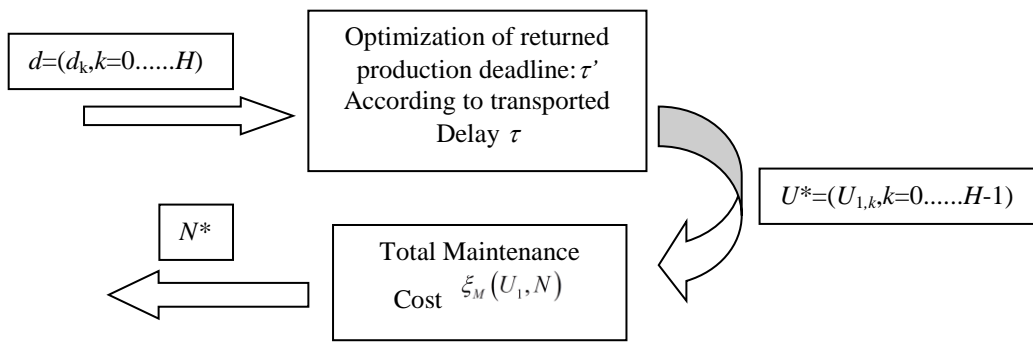 d=(dk,k=0......H)
Optimization of returned
production deadline: τ'
According to transported
Delay τ
U*=(U1,k,k=0......H-1)
N*
Total Maintenance
Cost ξM(U1,N)